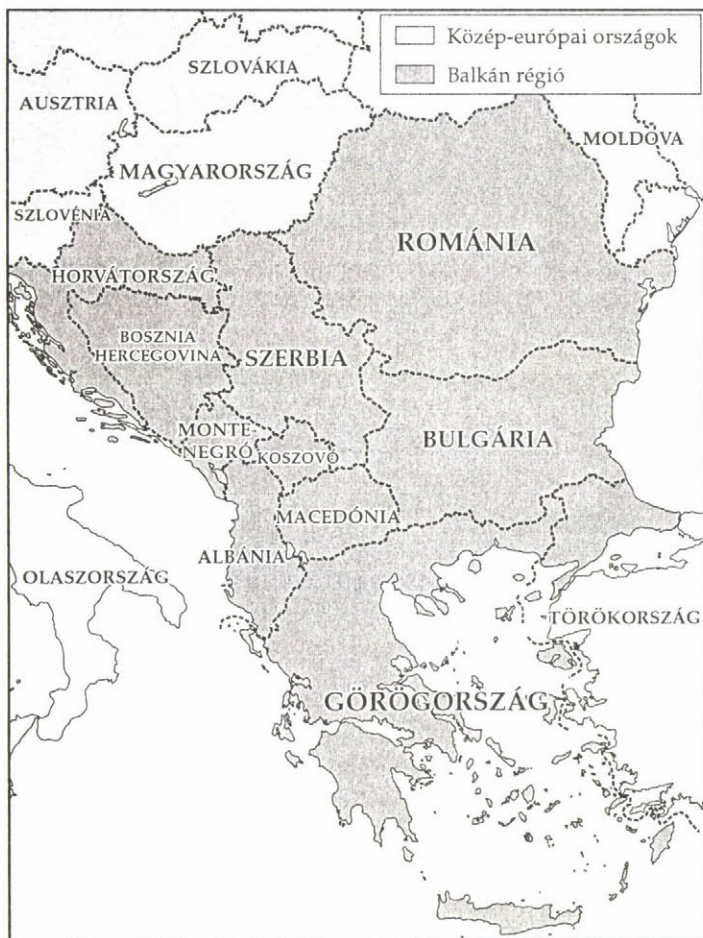 Közép-európai országok
Balkán régió
SZLOVÁKIA
AUSZTRIA
MOLDOVA
MAGYARORSZÁG
SZLOVÉNIA
ROMÁNIA
HORVÁTORSZÁG
BOSZNIA
HERCEGOVINA
SZERBIA
MONTE-
NEGRÓ
KOSZOVÓ
BULGÁRIA
MACEDÓNIA
ALBÁNIA
OLASZORSZÁG
TÖRÖKORSZÁG
GÖRÖGORSZÁG